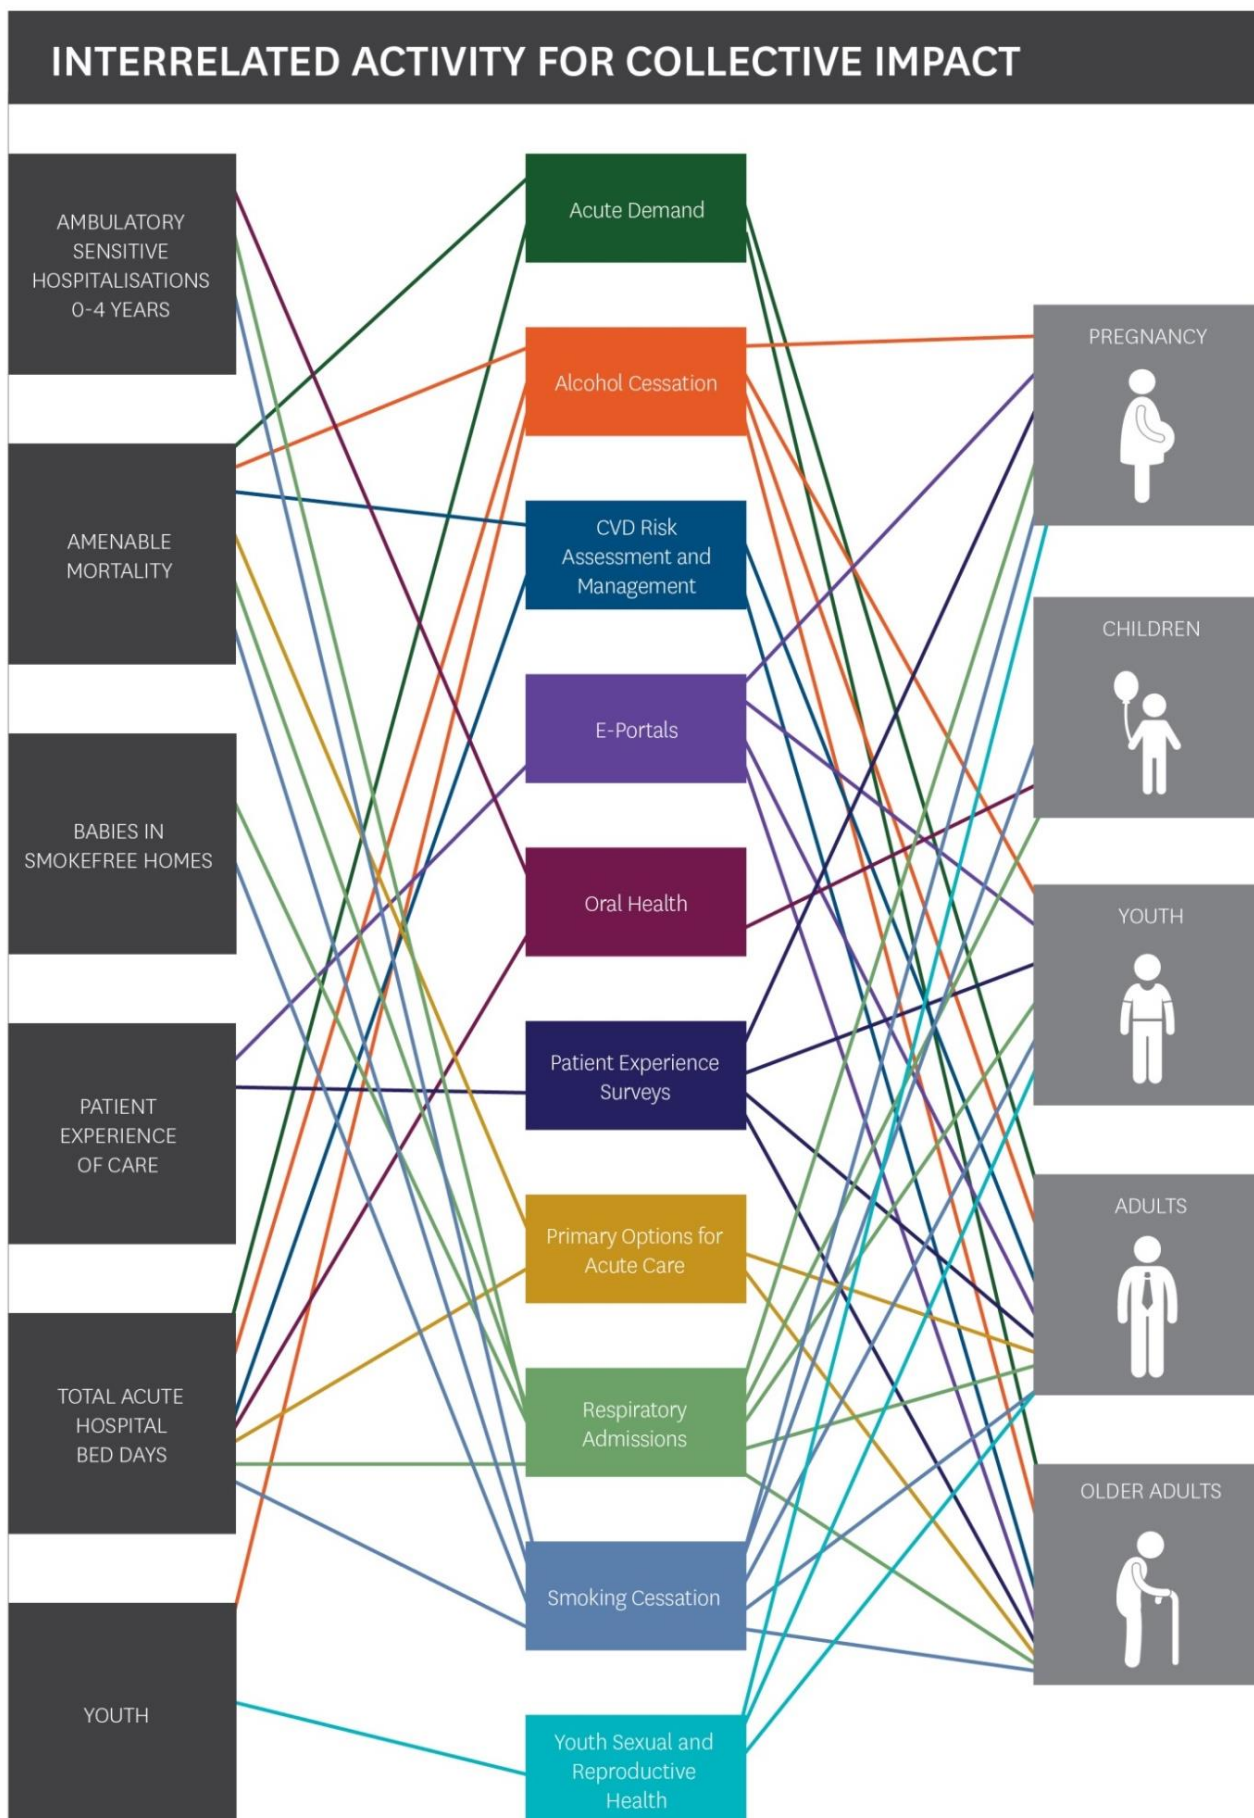 INTERRELATED ACTIVITY FOR COLLECTIVE IMPACT
AMBULATORY
SENSITIVE
HOSPITALISATIONS
0-4 YEARS
AMENABLE
MORTALITY
BABIES IN
SMOKEFREE HOMES
PATIENT
EXPERIENCE
OF CARE
TOTAL ACUTE
HOSPITAL
BED DAYS
YOUTH
Acute Demand
Alcohol Cessation
CVD Risk
Assessment and
Management
E-Portals
Oral Health
Patient Experience
Surveys
Primary Options for
Acute Care
Respiratory
Admissions
Smoking Cessation
Youth Sexual and
Reproductive
Health
PREGNANCY
CHILDREN
YOUTH
ADULTS
OLDER ADULTS